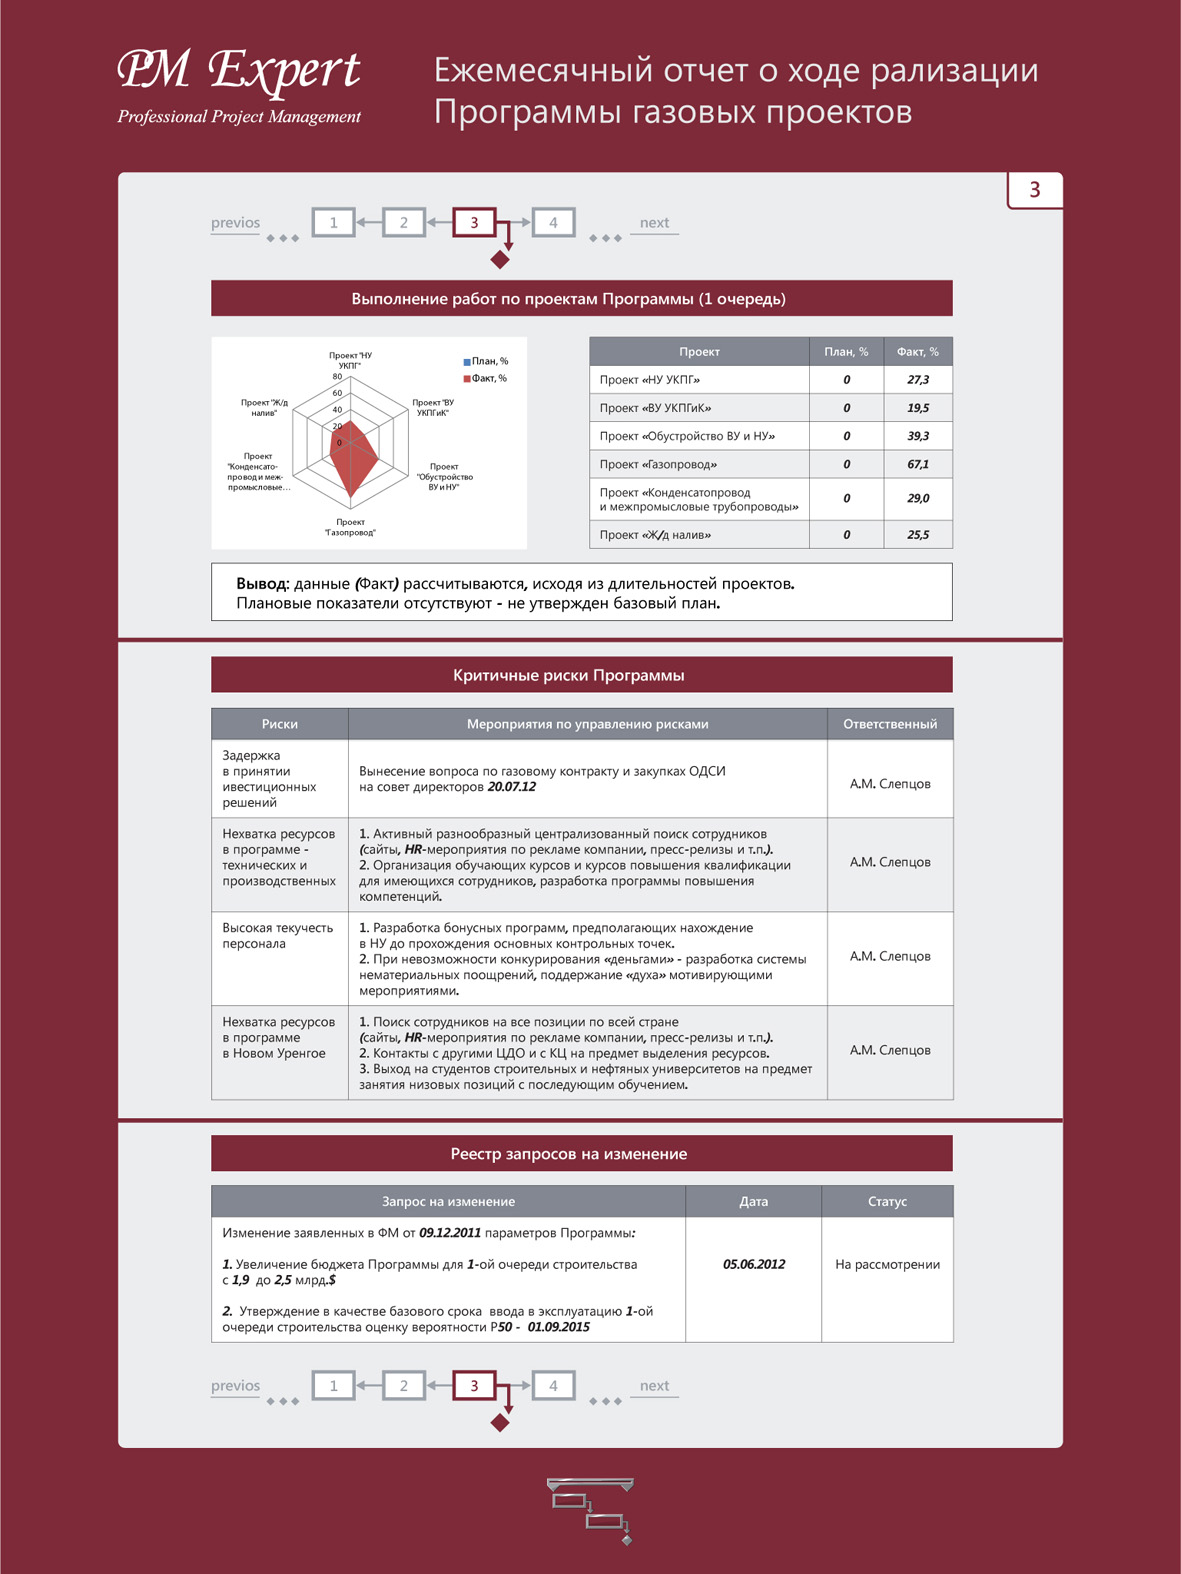 PM Expert
Professional Project Management
Ежемесячный отчет о ходе рализации
Программы газовых проектов
3
previos 1 2 3 4 next
Выполнение работ по проектам Программы (1 очередь)
Проект "НУ
УКПГ"
80
60
40
20
0
Проект "ВУ
УКПГиК"
Проект
"Обустройство
ВУ и НУ"
Проект
"Газопровод"
Проект
"Конденсато-
провод и меж-
промысловые...
Проект "Ж/д
налив"
План, %
Факт, %
Проект План, % Факт, %
Проект «НУ УКПГ» 0 27,3
Проект «ВУ УКПГиК» 0 19,5
Проект «Обустройство ВУ и НУ» 0 39,3
Проект «Газопровод» 0 67,1
Проект «Конденсатопровод
и межпромысловые трубопроводы» 0 29,0
Проект «Ж/д налив» 0 25,5
Вывод: данные (Факт) рассчитываются, исходя из длительностей проектов.
Плановые показатели отсутствуют - не утвержден базовый план.
Критичные риски Программы
Риски Мероприятия по управлению рисками Ответственный
Задержка
в принятии
ивестиционных
решений
Вынесение вопроса по газовому контракту и закупках ОДСИ
на совет директоров 20.07.12
А.М. Слепцов
Нехватка ресурсов
в программе -
технических и
производственных
1. Активный разнообразный централизованный поиск сотрудников
(сайты, HR-мероприятия по рекламе компании, пресс-релизы и т.п.).
2. Организация обучающих курсов и курсов повышения квалификации
для имеющихся сотрудников, разработка программы повышения
компетенций.
А.М. Слепцов
Высокая текучесть
персонала
1. Разработка бонусных программ, предполагающих нахождение
в НУ до прохождения основных контрольных точек.
2. При невозможности конкурирования «деньгами» - разработка системы
нематериальных поощрений, поддержание «духа» мотивирующими
мероприятиями.
А.М. Слепцов
Нехватка ресурсов
в программе
в Новом Уренгое
1. Поиск сотрудников на все позиции по всей стране
(сайты, HR-мероприятия по рекламе компании, пресс-релизы и т.п.).
2. Контакты с другими ЦДО и с КЦ на предмет выделения ресурсов.
3. Выход на студентов строительных и нефтяных университетов на предмет
занятия низовых позиций с последующим обучением.
А.М. Слепцов
Реестр запросов на изменение
Запрос на изменение Дата Статус
Изменение заявленных в ФМ от 09.12.2011 параметров Программы:
1. Увеличение бюджета Программы для 1-ой очереди строительства
с 1,9 до 2,5 млрд.$
2. Утверждение в качестве базового срока ввода в эксплуатацию 1-ой
очереди строительства оценку вероятности Р50 - 01.09.2015
05.06.2012
На рассмотрении
previos 1 2 3 4 next